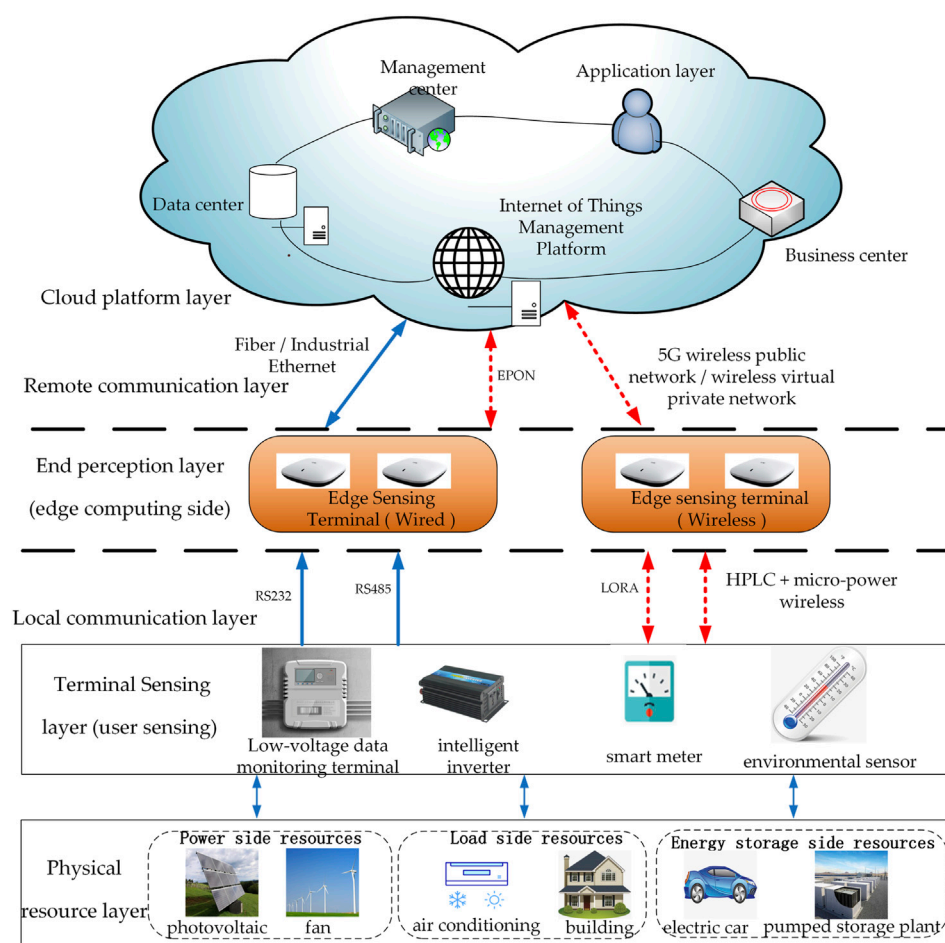 Management
center
Application layer
Data center
Internet of Things
Management
Platform
Business center
Cloud platform layer
Fiber / Industrial
Ethernet
EPON
5G wireless public
network / wireless virtual
private network
Remote communication layer
End perception layer
(edge computing side)
Edge Sensing
Terminal ( Wired )
Edge sensing terminal
( Wireless )
RS232
RS485
LORA
HPLC + micro-power
wireless
Local communication layer
Terminal Sensing
layer (user sensing)
Low-voltage data
monitoring terminal
intelligent
inverter
smart meter
environmental sensor
Physical
resource layer
Power side resources
photovoltaic
fan
Load side resources
air conditioning
building
Energy storage side resources
electric car
pumped storage plant